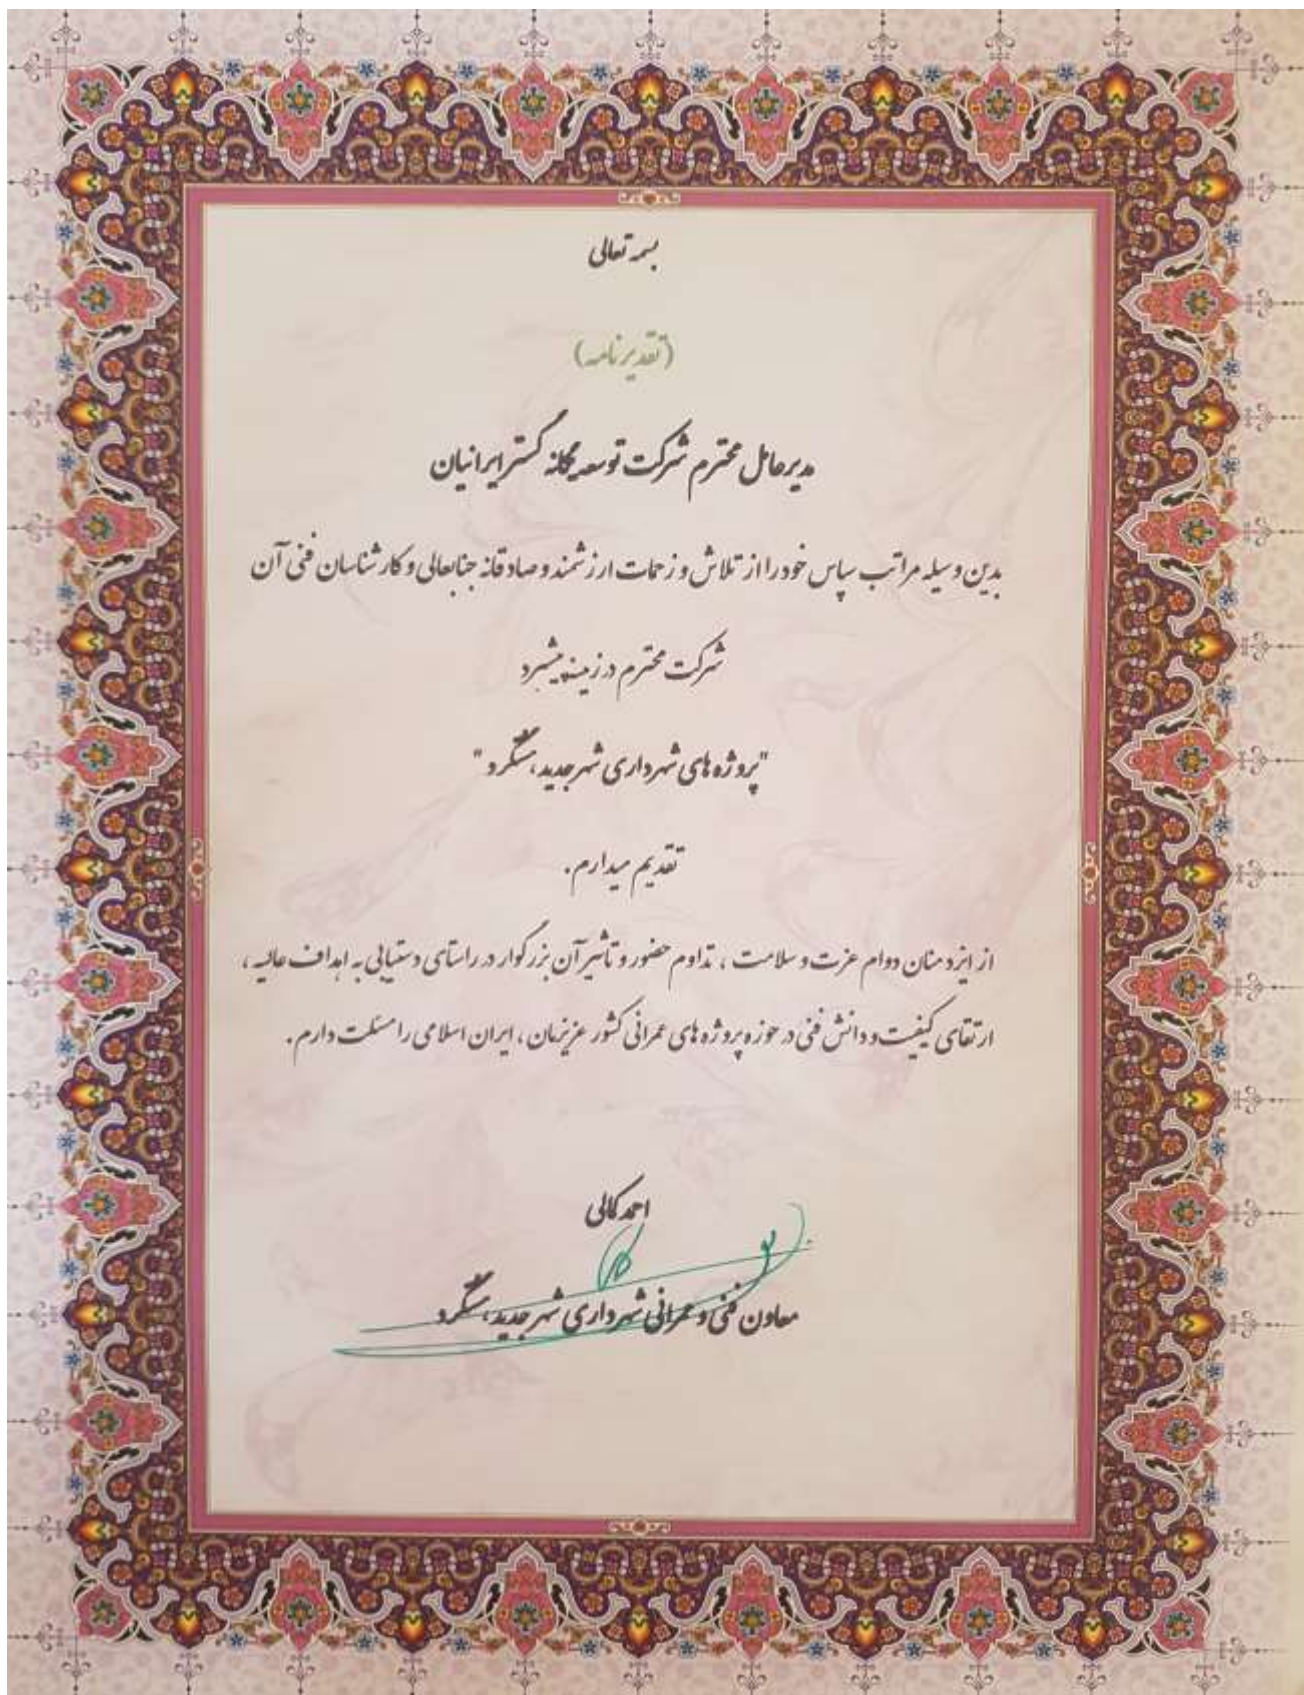 بسمه تعالی
(تقدیرنامه)
مدیرعامل محترم شرکت توسعه یگانه گستر ایرانیان
بدین وسیله مراتب سپاس خود را از تلاش و زحمات ارزشمند و صادقانه جنابعالی و کارشناسان فنی آن
شرکت محترم در زمینه پیشبرد
"پروژه های شهرداری شهر جدید هشتگرد"
تقدیم میدارم.
از ایزد منان دوام عزت و سلامت ، تداوم حضور و تاثیر آن بزرگوار در راستای دستیابی به اهداف عالیه ،
ارتقای کیفیت و دانش فنی در حوزه پروژه های عمرانی کشور عزیزمان ، ایران اسلامی را مسئلت دارم.
احمد کمالی
معاون فنی و عمرانی شهرداری شهر جدید هشتگرد